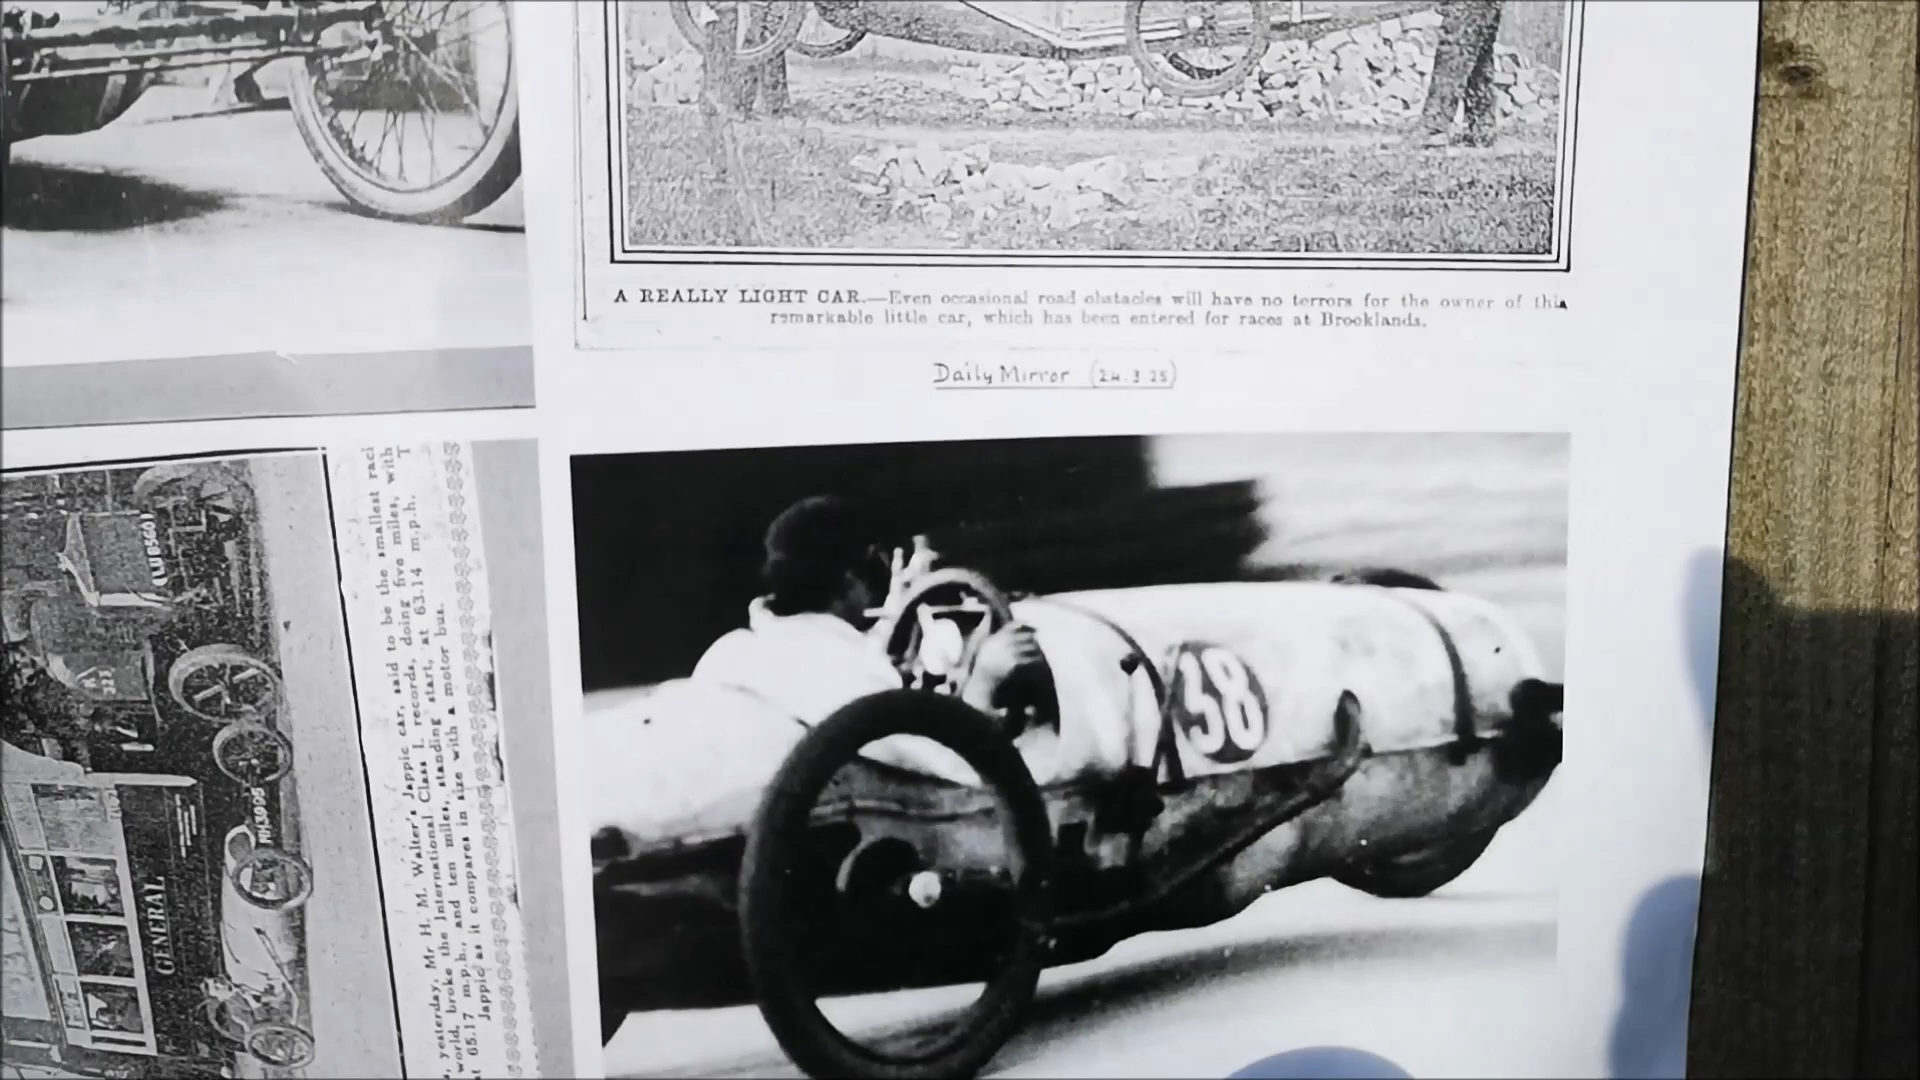 A REALLY LIGHT CAR.—Even occasional road obstacles will have no terrors for the owner of this
remarkable little car, which has been entered for races at Brooklands.
Daily Mirror (24.3.25)
38
yesterday, Mr H. M. Walter's Jappic car, said to be the smallest raci
world, broke the International Class I. records, doing five miles, with
t 65.17 m.p.h., and ten miles, standing start, at 63.14 m.p.h. T
Jappic as it compares in size with a motor bus.
GENERAL